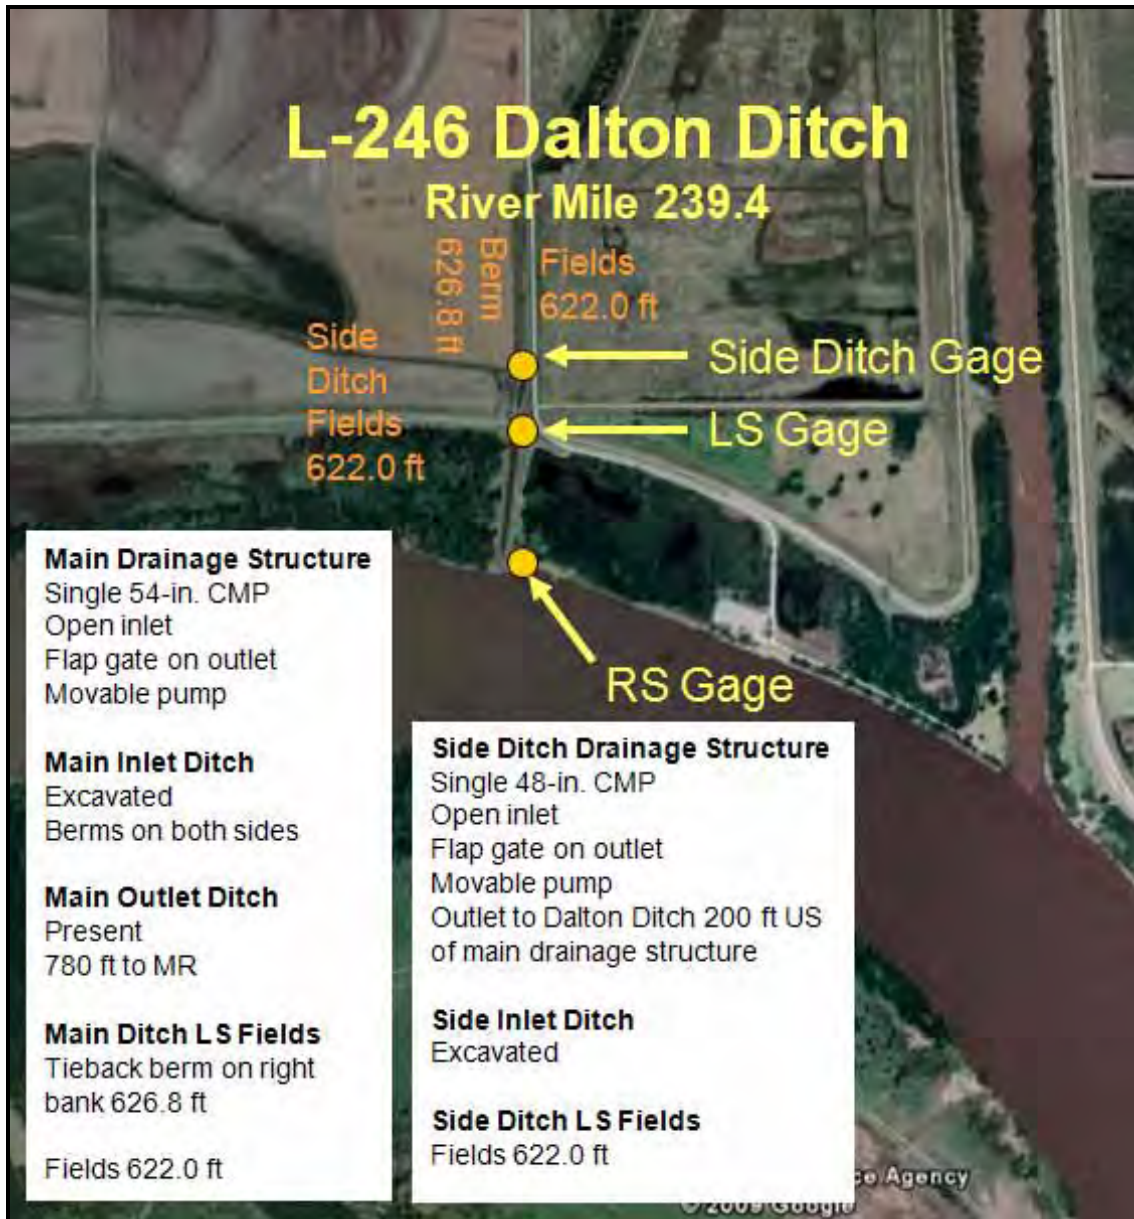 L-246 Dalton Ditch
River Mile 239.4
Berm
626.8 ft
Fields
622.0 ft
Side
Ditch
Fields
622.0 ft
Side Ditch Gage
LS Gage
RS Gage
Main Drainage Structure
Single 54-in. CMP
Open inlet
Flap gate on outlet
Movable pump
Main Inlet Ditch
Excavated
Berms on both sides
Main Outlet Ditch
Present
780 ft to MR
Main Ditch LS Fields
Tieback berm on right
bank 626.8 ft
Fields 622.0 ft
Side Ditch Drainage Structure
Single 48-in. CMP
Open inlet
Flap gate on outlet
Movable pump
Outlet to Dalton Ditch 200 ft US
of main drainage structure
Side Inlet Ditch
Excavated
Side Ditch LS Fields
Fields 622.0 ft
Agency
© 2009 Google